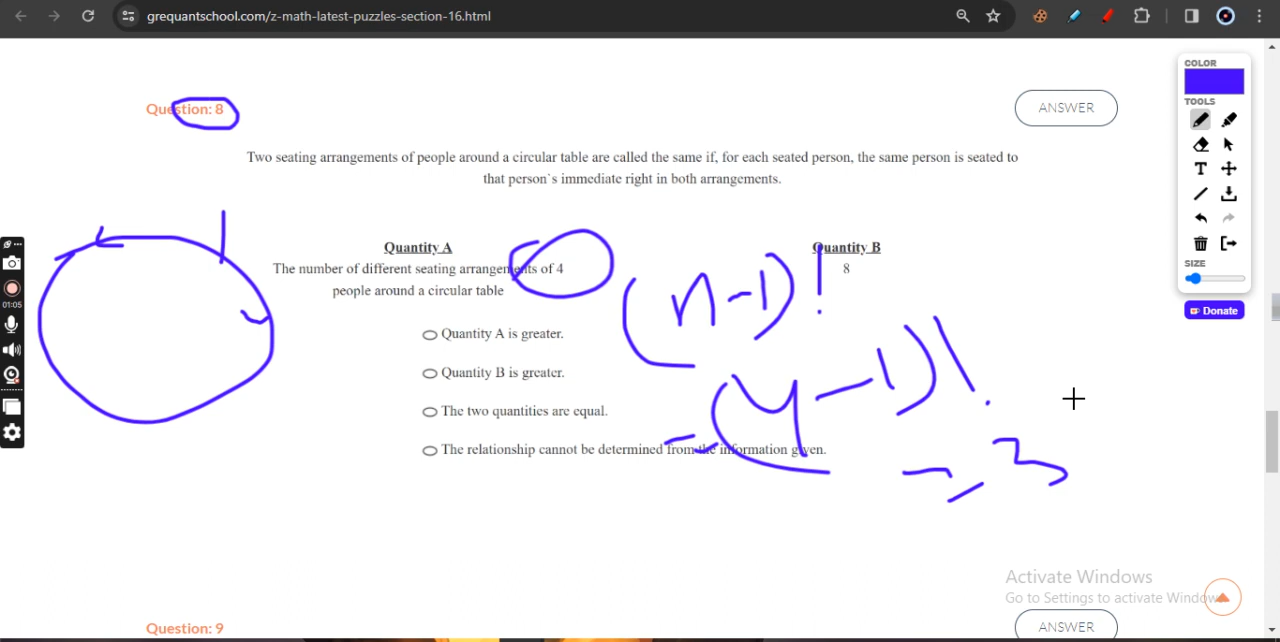 grequantschool.com/z-math-latest-puzzles-section-16.html
COLOR
TOOLS
T
SIZE
Donate
01:05
Question: 8
ANSWER
Two seating arrangements of people around a circular table are called the same if, for each seated person, the same person is seated to
that person`s immediate right in both arrangements.
Quantity A
Quantity B
The number of different seating arrangements of 4
8
people around a circular table
(n-1)!
Quantity A is greater.
Quantity B is greater.
=(4-1)!
The two quantities are equal.
The relationship cannot be determined from the information given.
= 3
Activate Windows
Go to Settings to activate Windows
Question: 9
ANSWER